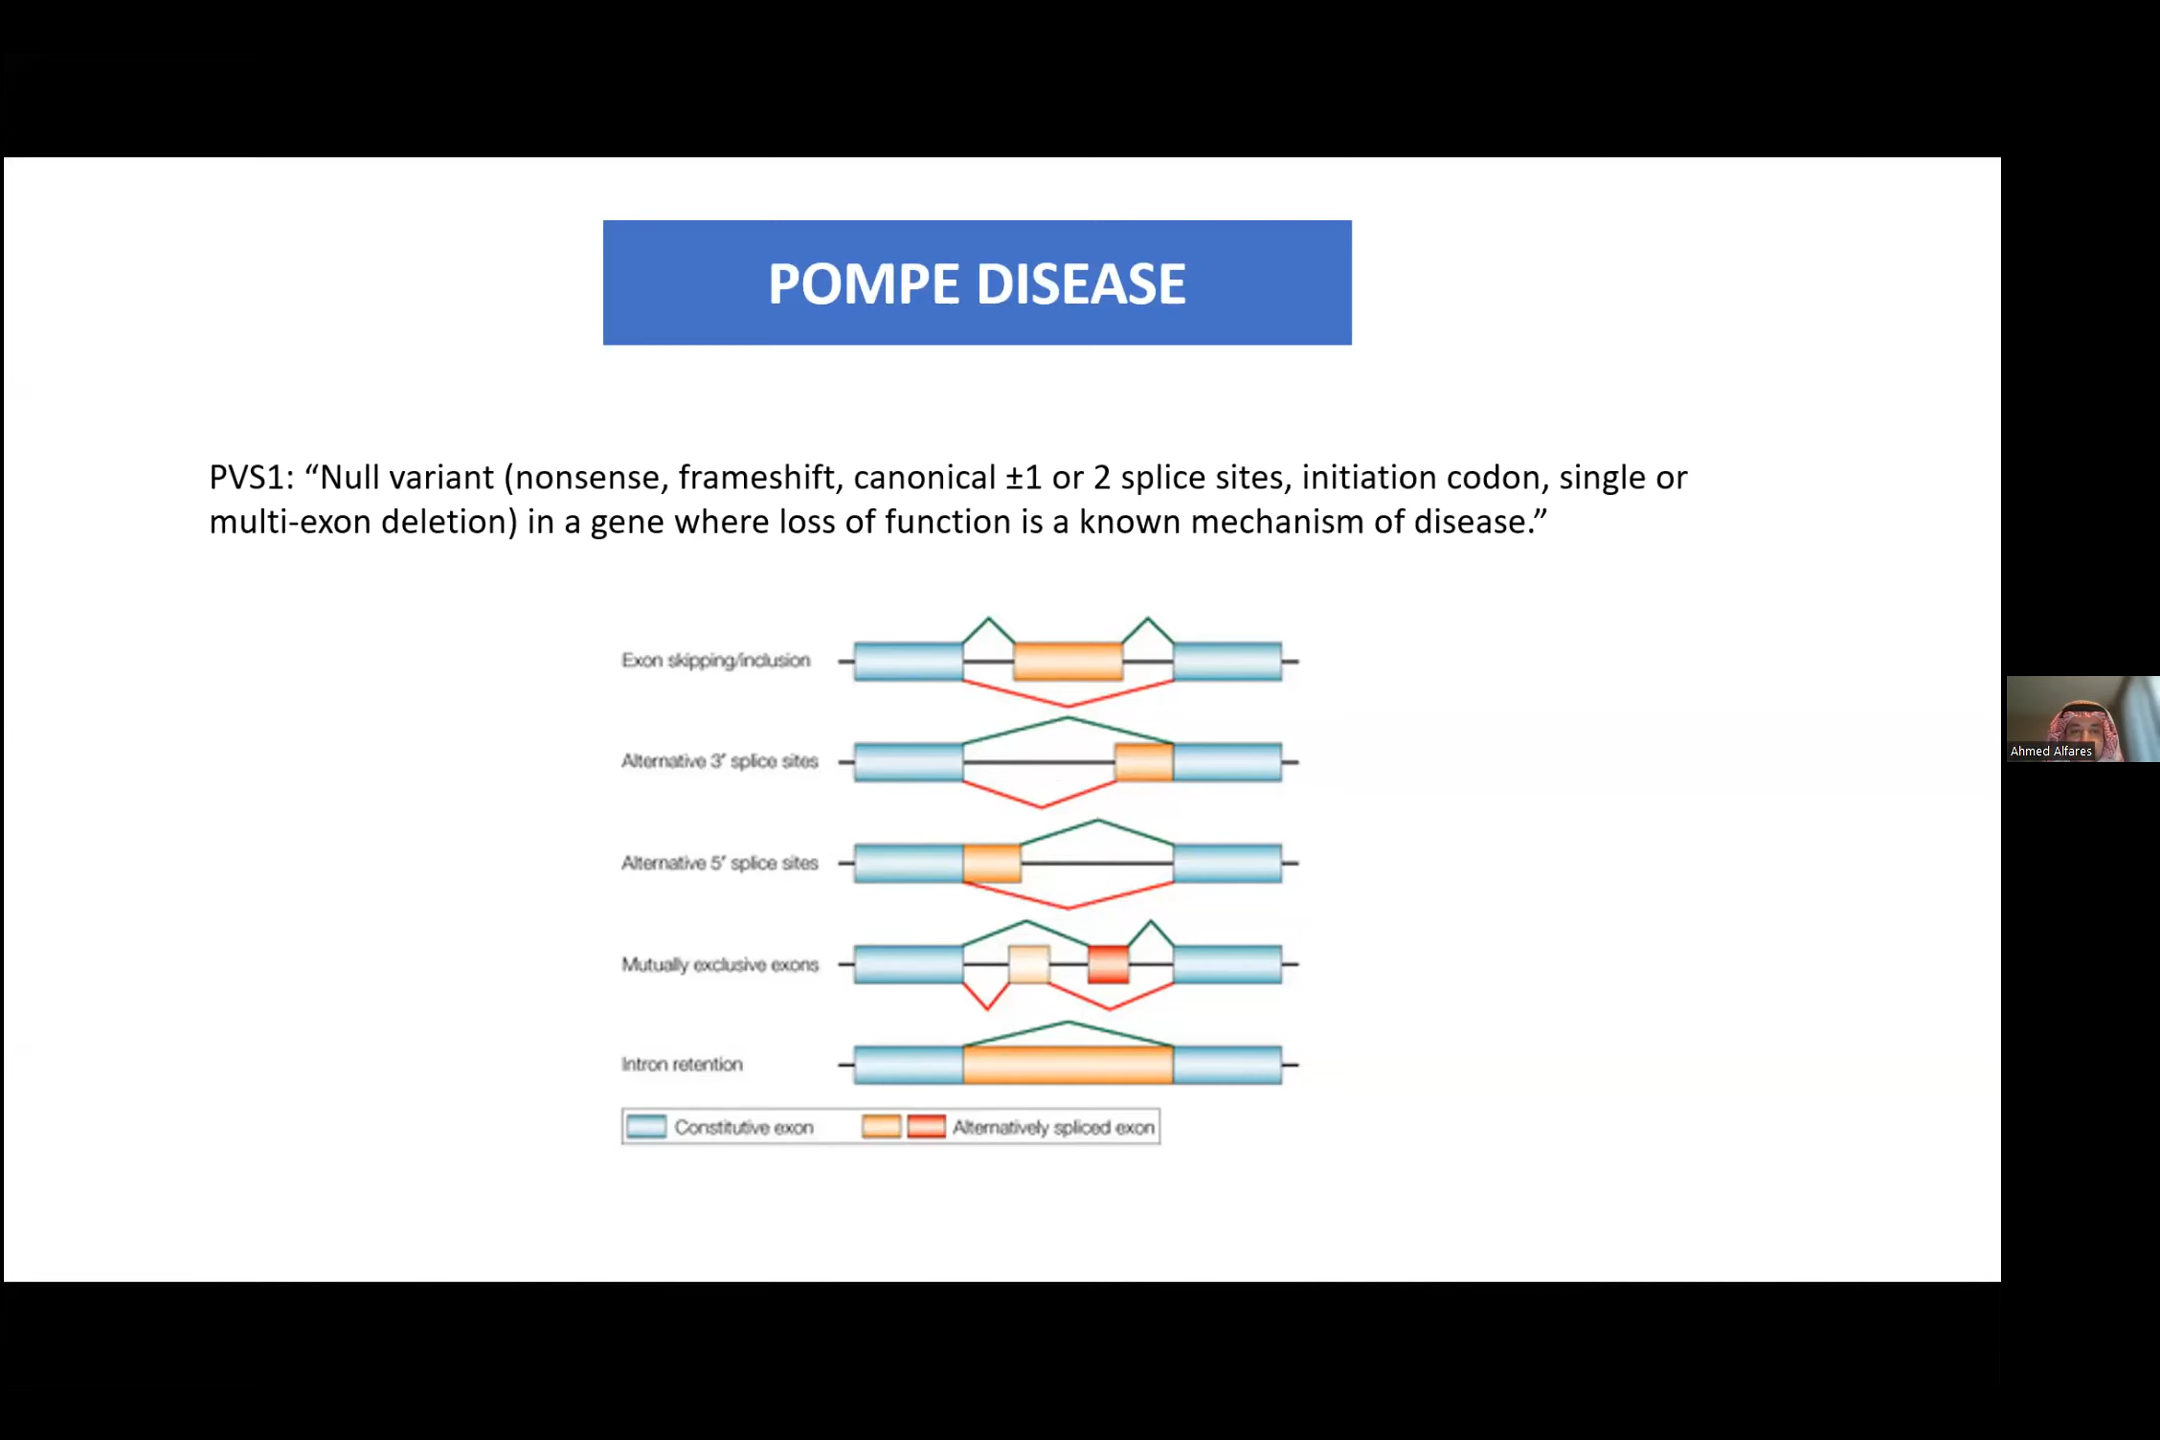 POMPE DISEASE
PVS1: “Null variant (nonsense, frameshift, canonical ±1 or 2 splice sites, initiation codon, single or
multi-exon deletion) in a gene where loss of function is a known mechanism of disease.”
Exon skipping/inclusion
Alternative 3′ splice sites
Alternative 5′ splice sites
Mutually exclusive exons
Intron retention
Constitutive exon
Alternatively spliced exon
Ahmed Alfares